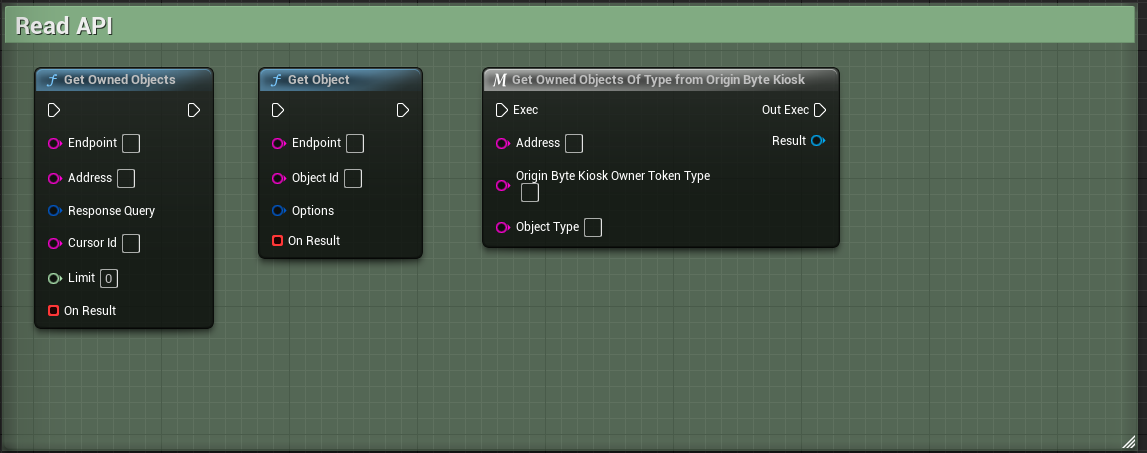 Read API
f Get Owned Objects
Endpoint
Address
Response Query
Cursor Id
Limit 0
On Result
f Get Object
Endpoint
Object Id
Options
On Result
M Get Owned Objects Of Type from Origin Byte Kiosk
Exec Out Exec
Address Result
Origin Byte Kiosk Owner Token Type
Object Type